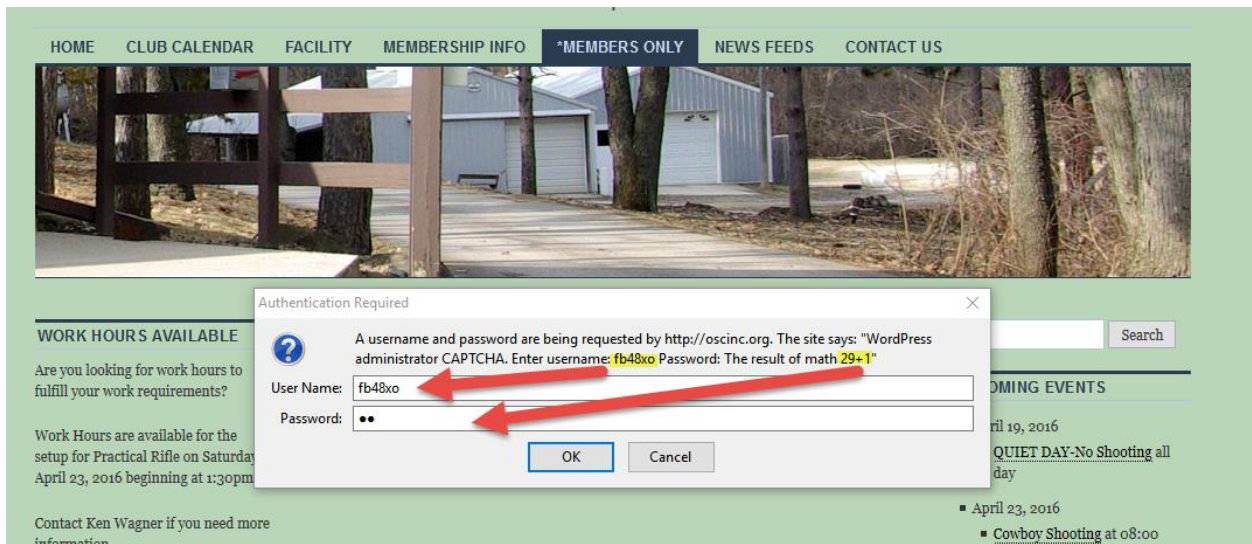 HOME CLUB CALENDAR FACILITY MEMBERSHIP INFO *MEMBERS ONLY NEWS FEEDS CONTACT US
Authentication Required
A username and password are being requested by http://oscinc.org. The site says: "WordPress
administrator CAPTCHA. Enter username: fb48xo Password: The result of math 29+1"
User Name: fb48xo
Password: ●●
OK Cancel
WORK HOURS AVAILABLE
Are you looking for work hours to
fulfill your work requirements?
Work Hours are available for the
setup for Practical Rifle on Saturday
April 23, 2016 beginning at 1:30pm
Contact Ken Wagner if you need more
information
Search
OMING EVENTS
ril 19, 2016
QUIET DAY-No Shooting all
day
April 23, 2016
Cowboy Shooting at 08:00